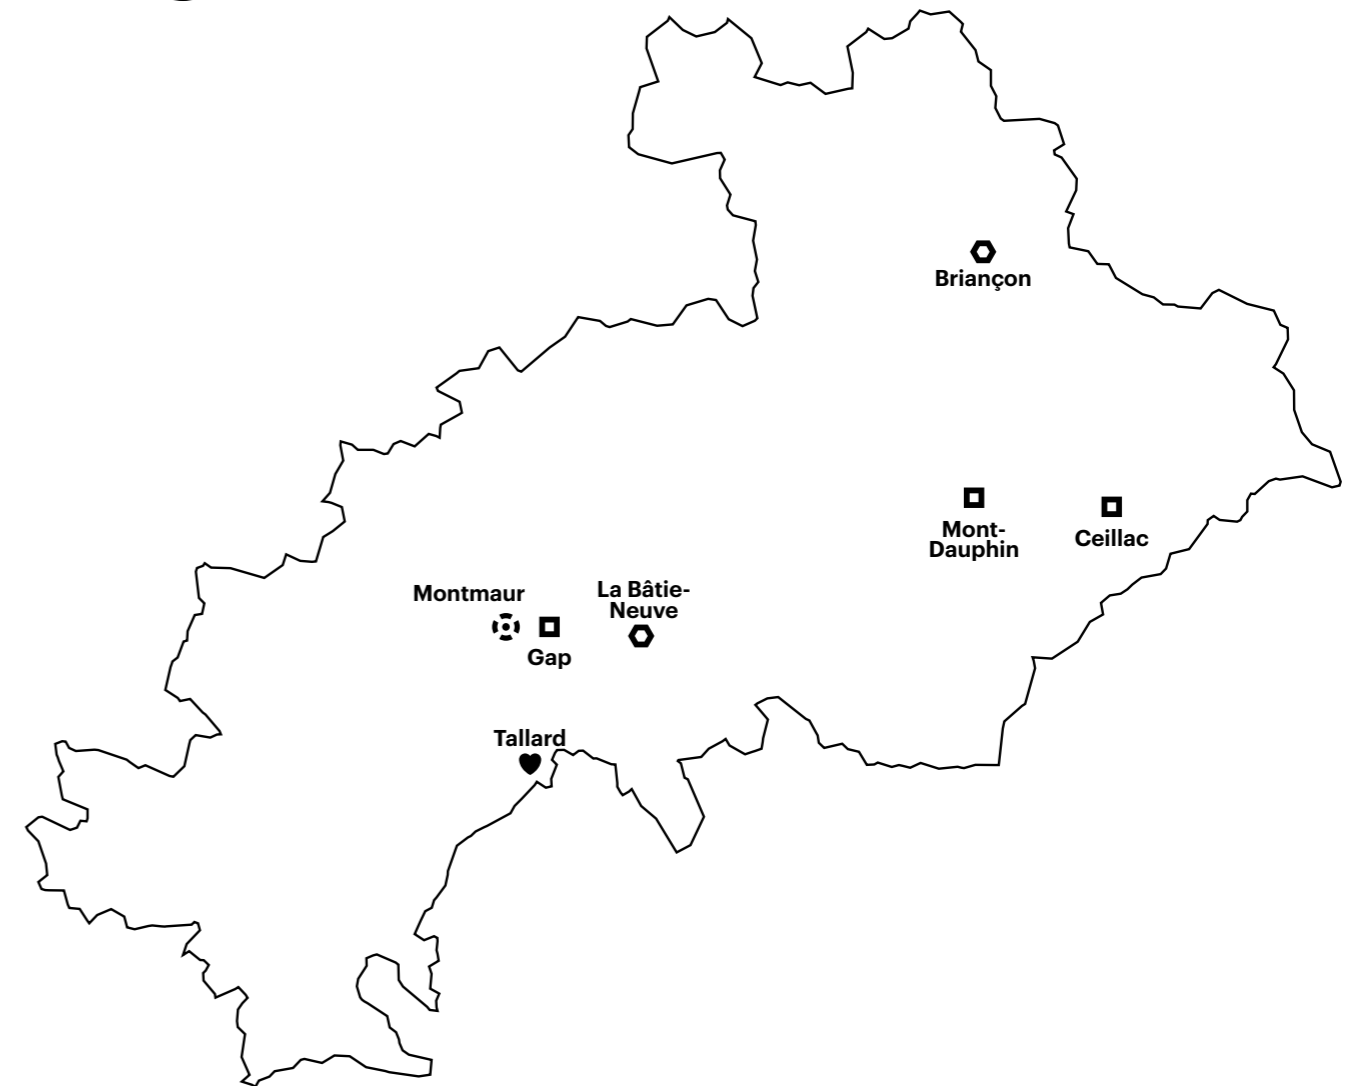 Briançon
Mont-
Dauphin
Ceillac
Montmaur
La Bâtie-
Neuve
Gap
Tallard